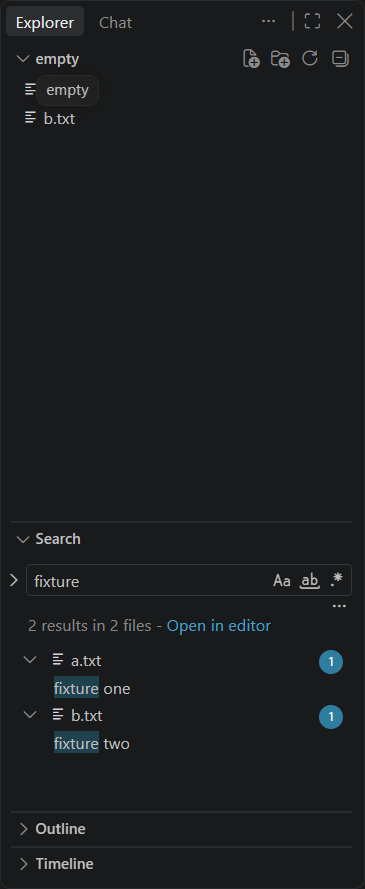 Explorer Chat
empty
empty
b.txt
Search
fixture Aa ab .*
2 results in 2 files - Open in editor
a.txt 1
fixture one
b.txt 1
fixture two
Outline
Timeline